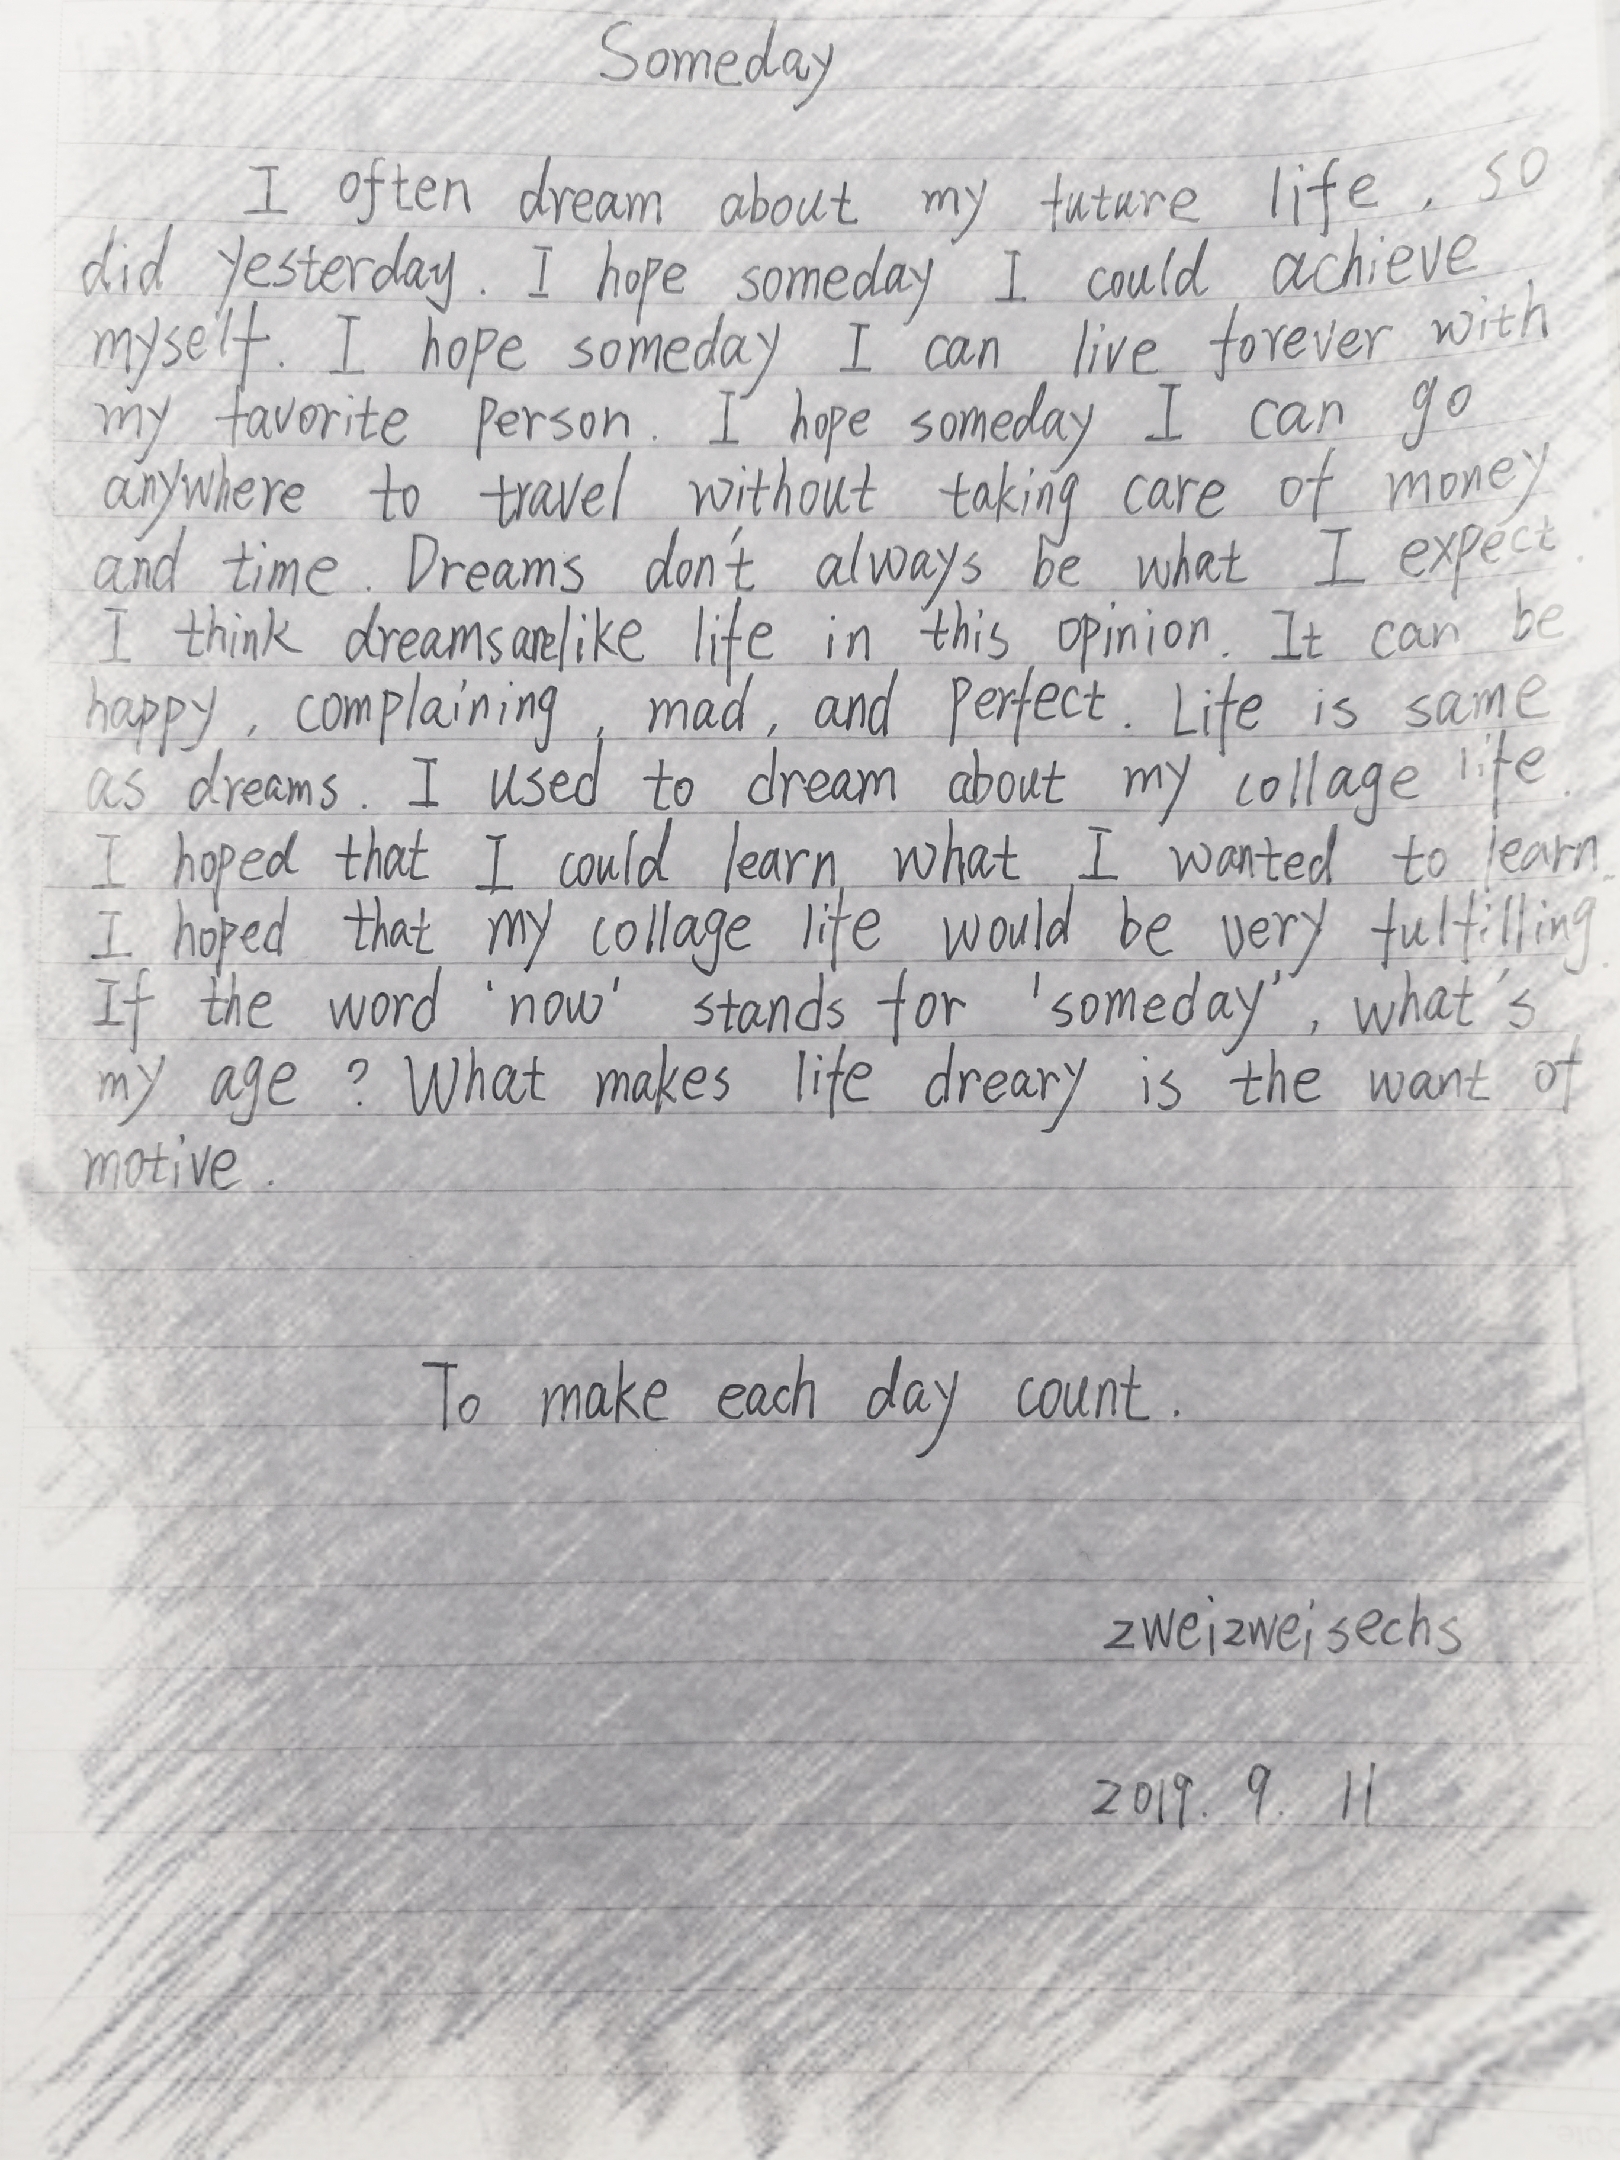 Someday
I often dream about my future life, so
did yesterday. I hope someday I could achieve
myself. I hope someday I can live forever with
my favorite person. I hope someday I can go
anywhere to travel without taking care of money
and time. Dreams don't always be what I expect.
I think dreams are like life in this opinion. It can be
happy, complaining, mad, and perfect. Life is same
as dreams. I used to dream about my collage life.
I hoped that I could learn what I wanted to learn.
I hoped that my collage life would be very fulfilling.
If the word 'now' stands for 'someday', what's
my age? What makes life dreary is the want of
motive.
To make each day count.
zweizweisechs
2019. 9. 11